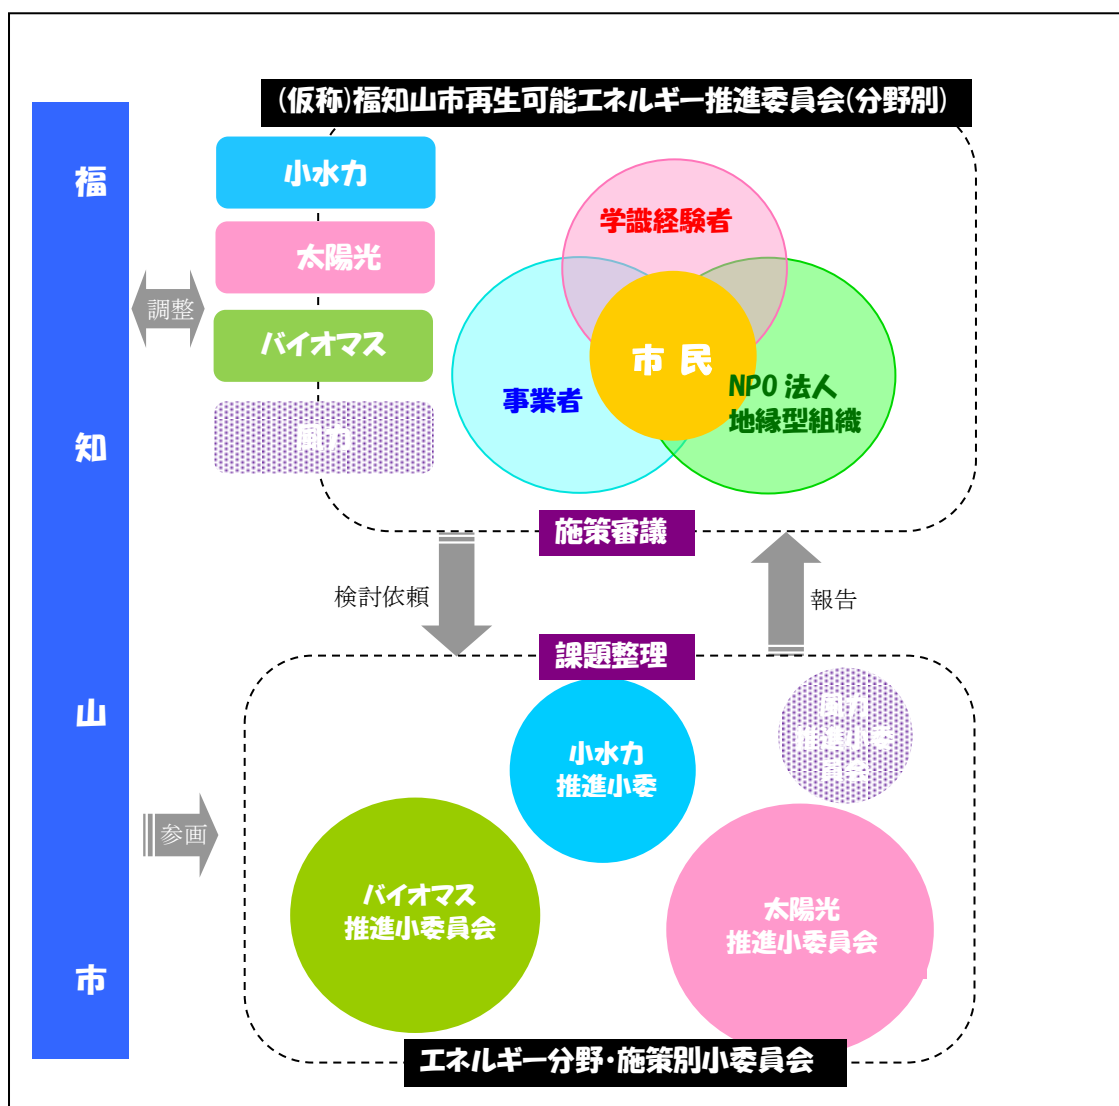 (仮称)福知山市再生可能エネルギー推進委員会(分野別)
福
知
山
市
小水力
太陽光
バイオマス
風力
調整
学識経験者
市 民
事業者
NPO 法人
地縁型組織
施策審議
検討依頼
報告
課題整理
小水力
推進小委
風力
推進小委
員会
参画
バイオマス
推進小委員会
太陽光
推進小委員会
エネルギー分野・施策別小委員会